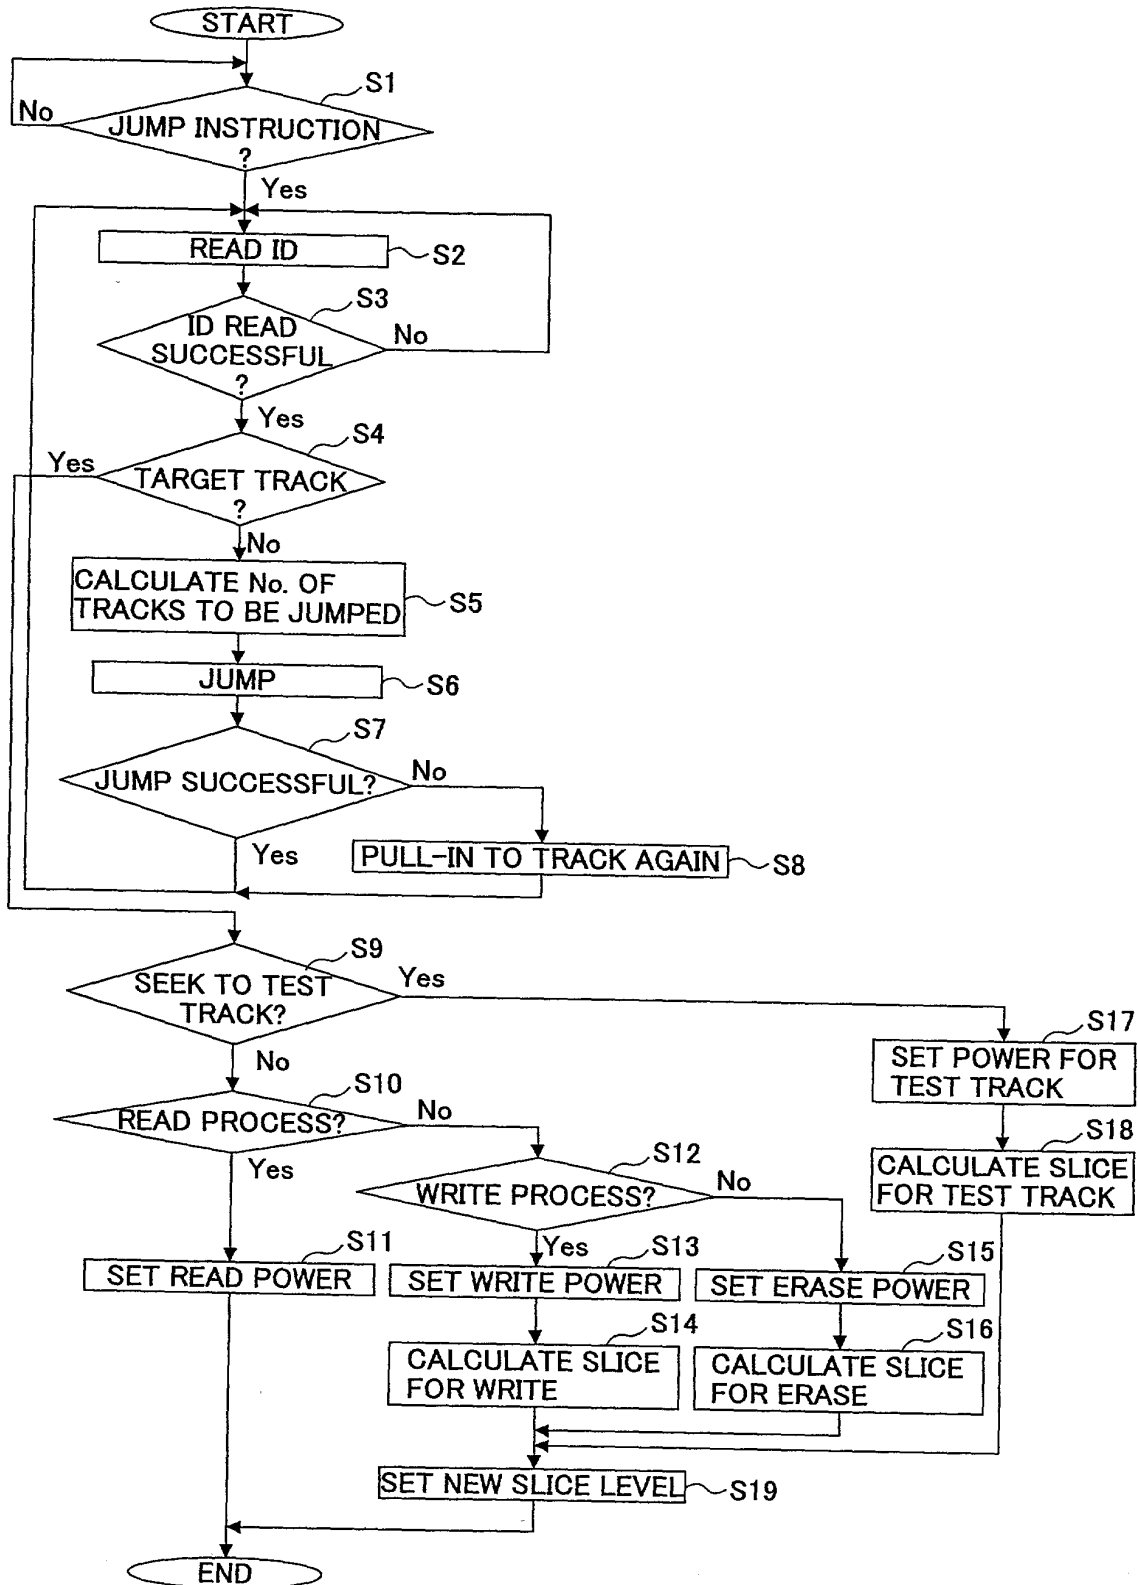 START
S1
No
JUMP INSTRUCTION
?
Yes
READ ID
S2
S3
ID READ
SUCCESSFUL
?
No
Yes
S4
Yes
TARGET TRACK
?
No
CALCULATE No. OF
TRACKS TO BE JUMPED
S5
JUMP
S6
S7
JUMP SUCCESSFUL?
No
Yes
PULL-IN TO TRACK AGAIN
S8
S9
SEEK TO TEST
TRACK?
Yes
No
S17
SET POWER FOR
TEST TRACK
S10
READ PROCESS?
No
Yes
S12
WRITE PROCESS?
No
Yes
S18
CALCULATE SLICE
FOR TEST TRACK
S11
SET READ POWER
S13
SET WRITE POWER
S15
SET ERASE POWER
S14
CALCULATE SLICE
FOR WRITE
S16
CALCULATE SLICE
FOR ERASE
SET NEW SLICE LEVEL
S19
END